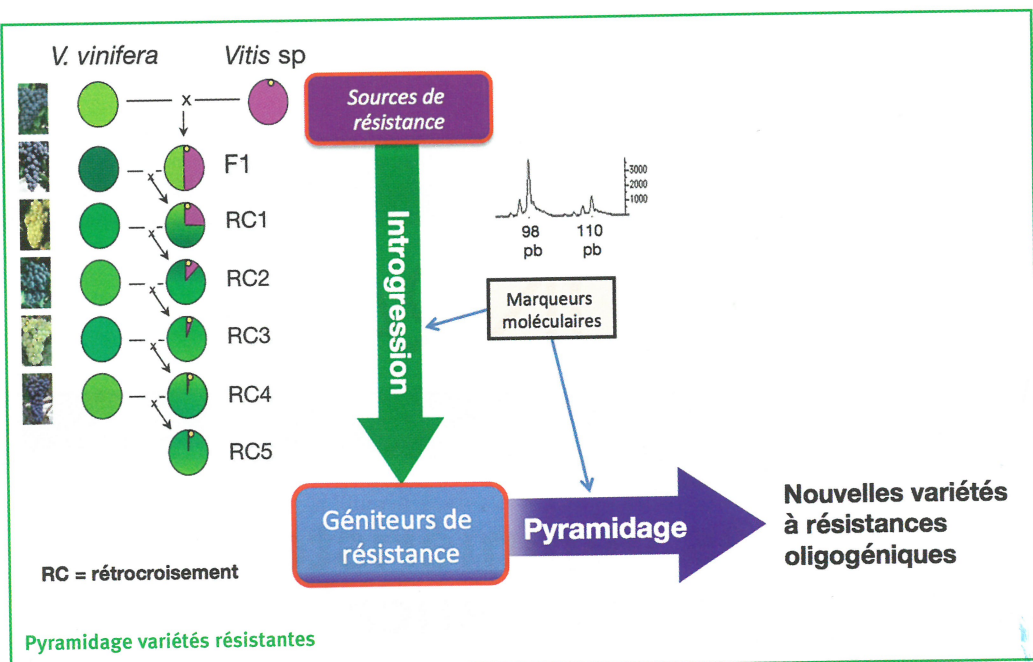 V. vinifera
Vitis sp
x
Sources de
résistance
x
F1
x
RC1
x
RC2
x
RC3
x
RC4
RC5
Introgression
3000
2000
1000
98
pb
110
pb
Marqueurs
moléculaires
Géniteurs de
résistance
Pyramidage
Nouvelles variétés
à résistances
oligogéniques
RC = rétrocroisement
Pyramidage variétés résistantes